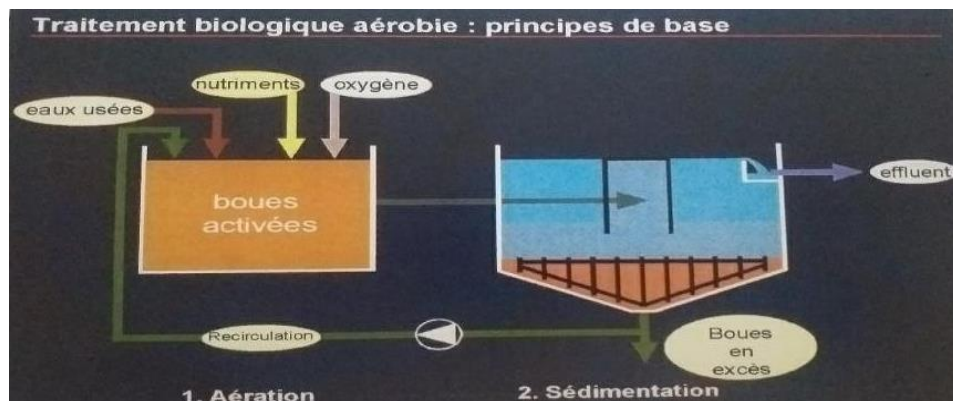 Traitement biologique aérobie : principes de base
nutriments
oxygène
eaux usées
boues
activées
effluent
Recirculation
Boues
en
excès
1. Aération
2. Sédimentation